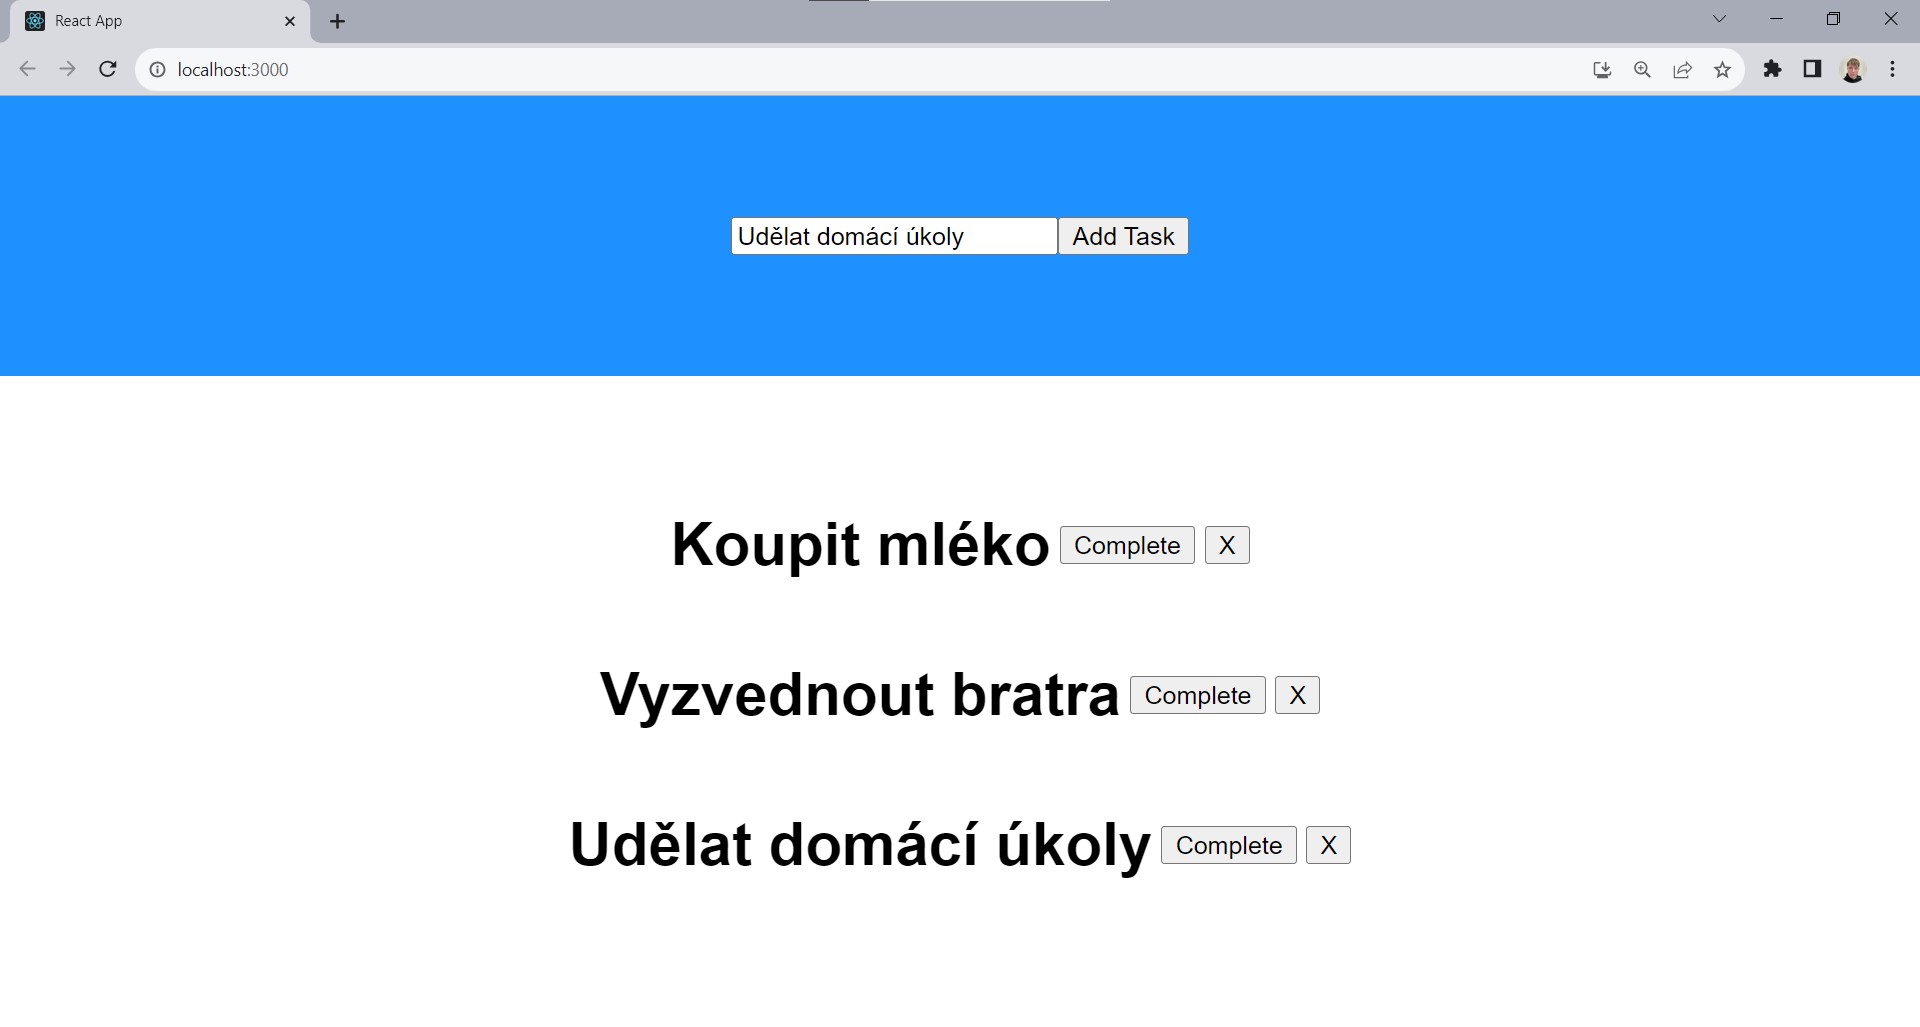 React App
localhost:3000
Udělat domácí úkoly Add Task
Koupit mléko Complete X
Vyzvednout bratra Complete X
Udělat domácí úkoly Complete X